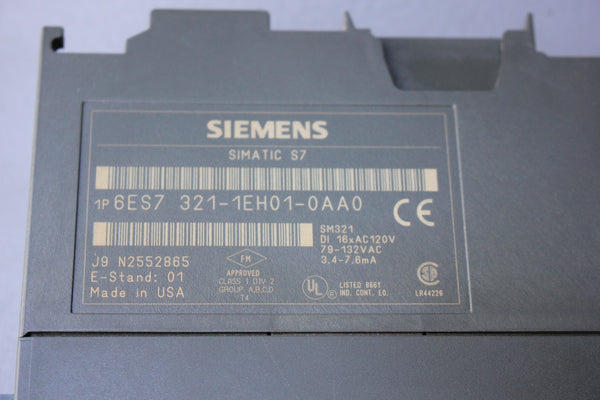 SIEMENS
SIMATIC S7
1P 6ES7 321-1EH01-0AA0
CE
SM321
DI 16xAC120V
79-132VAC
3,4-7,6mA
J9 N2552865
E-Stand: 01
Made in USA
FM
APPROVED
CLASS I DIV 2
GROUP. A,B,C,D
T4
UL
LISTED 8661
IND. CONT. EQ.
LR44226